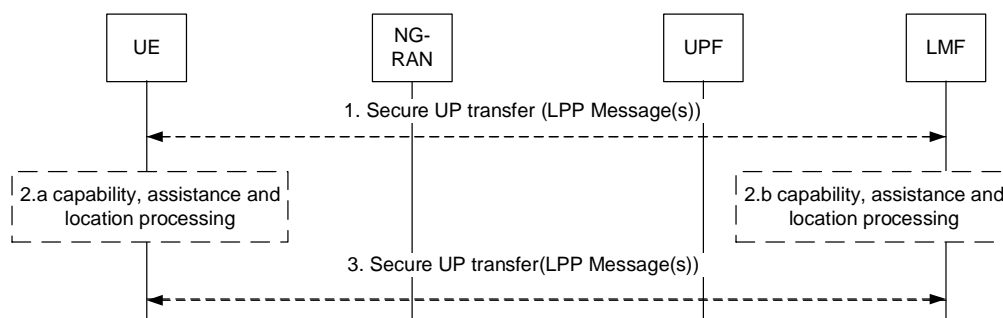 UE
NG-
RAN
UPF
LMF
1. Secure UP transfer (LPP Message(s))
2.a capability, assistance and
location processing
2.b capability, assistance and
location processing
3. Secure UP transfer(LPP Message(s))